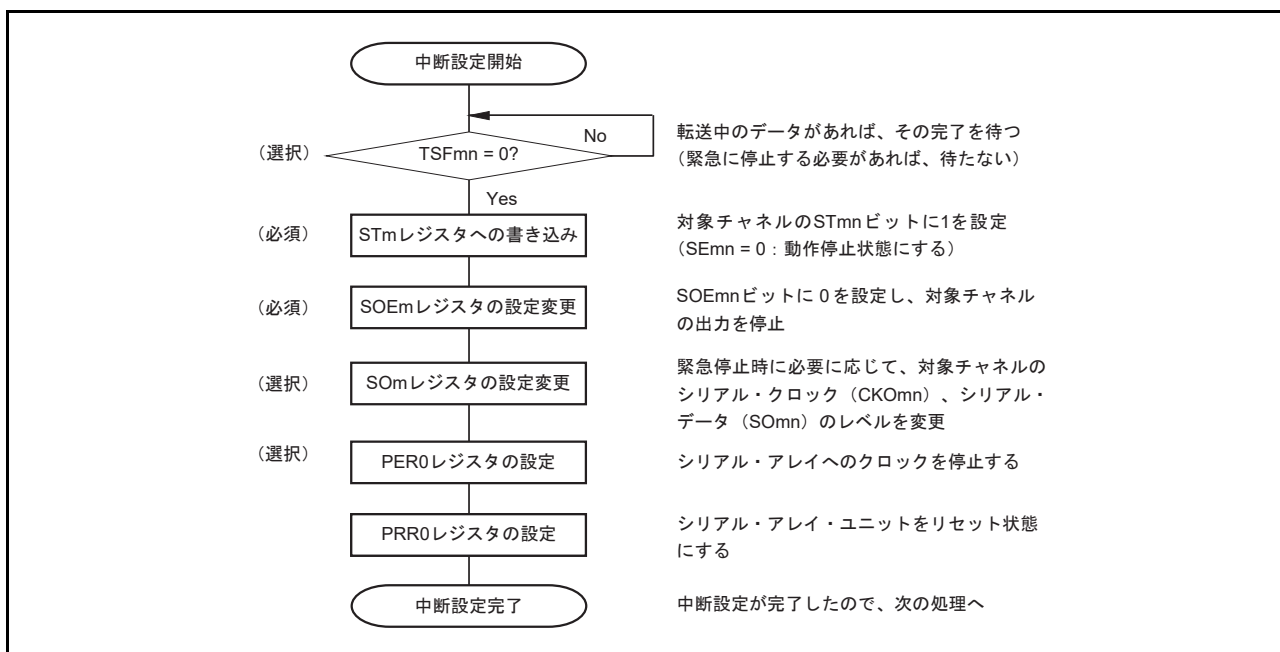 中断設定開始
No
転送中のデータがあれば、その完了を待つ
（緊急に停止する必要があれば、待たない）
（選択）
TSFmn = 0?
Yes
（必須）
STmレジスタへの書き込み
対象チャネルのSTmnビットに1を設定
（SEmn = 0：動作停止状態にする）
（必須）
SOEmレジスタの設定変更
SOEmnビットに 0 を設定し、対象チャネル
の出力を停止
（選択）
SOmレジスタの設定変更
緊急停止時に必要に応じて、対象チャネルの
シリアル・クロック（CKOmn）、シリアル・
データ（SOmn）のレベルを変更
（選択）
PER0レジスタの設定
シリアル・アレイへのクロックを停止する
PRR0レジスタの設定
シリアル・アレイ・ユニットをリセット状態
にする
中断設定完了
中断設定が完了したので、次の処理へ